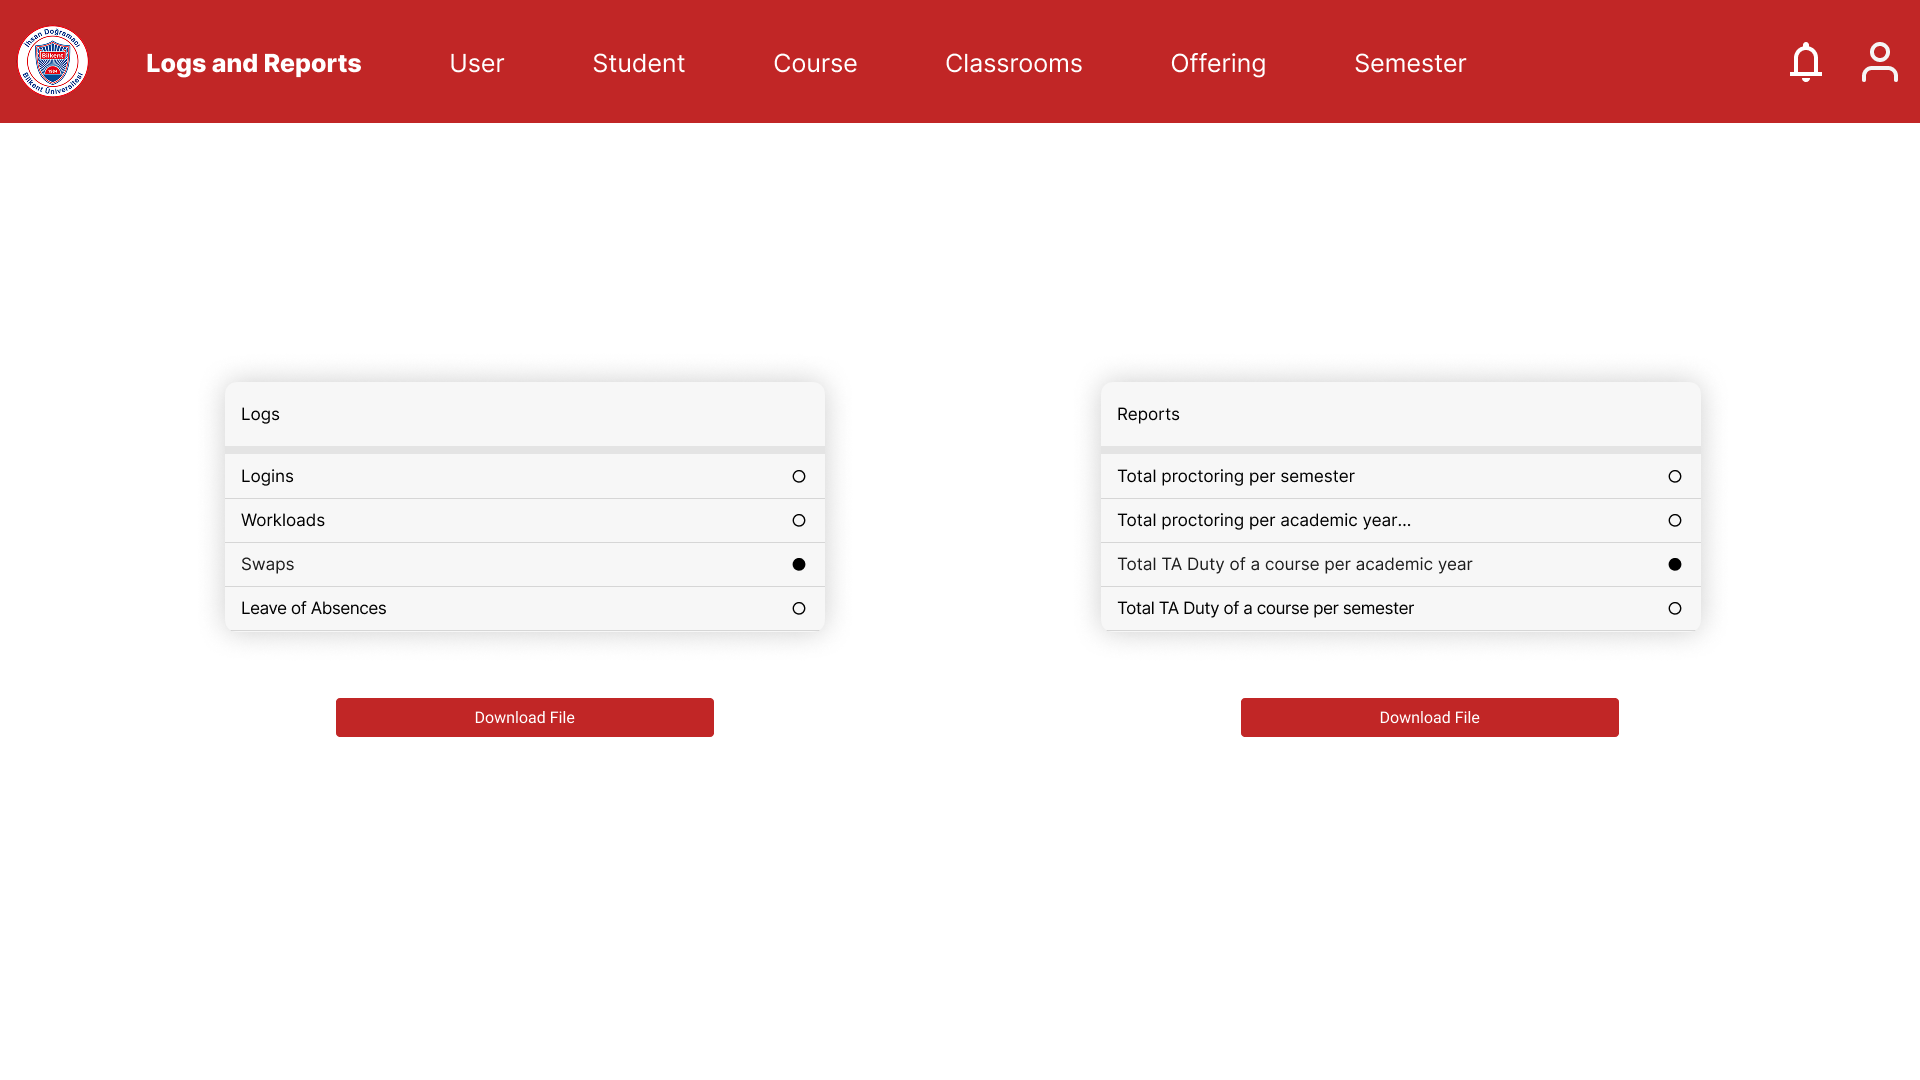 İhsan Doğramacı
Bilkent Üniversitesi
Bilkent
1984
Logs and Reports
User
Student
Course
Classrooms
Offering
Semester
Logs
Logins
Workloads
Swaps
Leave of Absences
Download File
Reports
Total proctoring per semester
Total proctoring per academic year...
Total TA Duty of a course per academic year
Total TA Duty of a course per semester
Download File